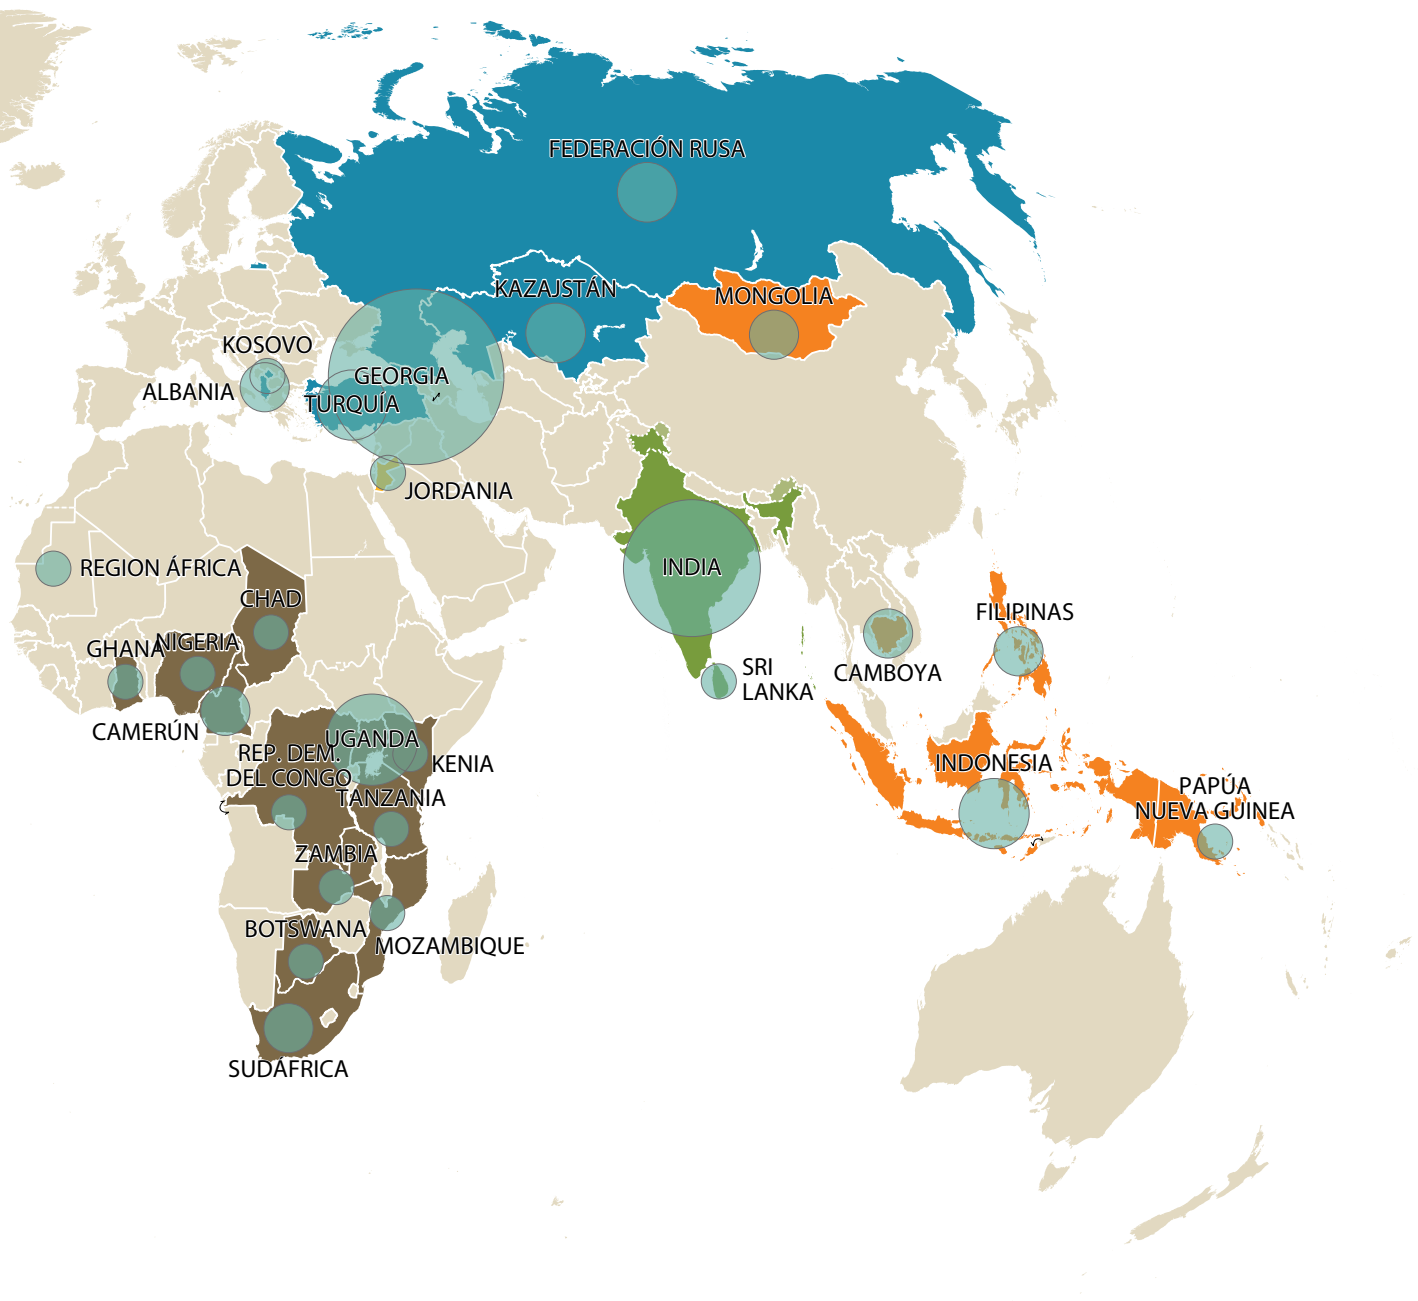 FEDERACIÓN RUSA
KAZAJSTÁN
MONGOLIA
KOSOVO
GEORGIA
ALBANIA
TURQUÍA
JORDANIA
INDIA
REGION ÁFRICA
CHAD
FILIPINAS
GHANA
NIGERIA
SRI
LANKA
CAMBOYA
CAMERÚN
UGANDA
REP. DEM.
DEL CONGO
KENIA
INDONESIA
TANZANIA
PAPÚA
NUEVA GUINEA
ZAMBIA
BOTSWANA
MOZAMBIQUE
SUDÁFRICA